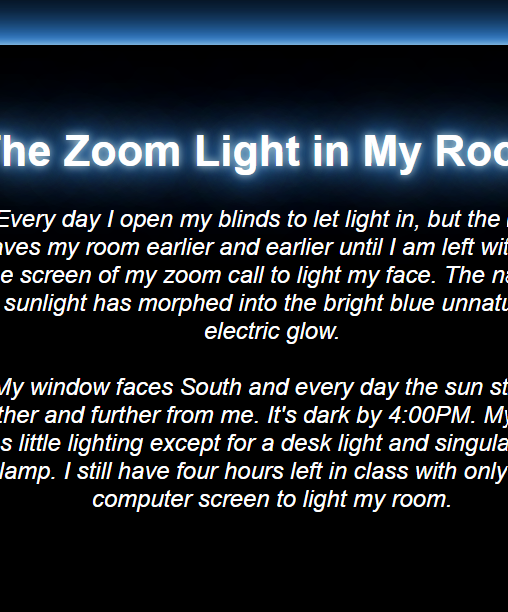 The Zoom Light in My Roo
Every day I open my blinds to let light in, but the
aves my room earlier and earlier until I am left wit
e screen of my zoom call to light my face. The na
sunlight has morphed into the bright blue unnatu
electric glow.
My window faces South and every day the sun st
ther and further from me. It's dark by 4:00PM. My
s little lighting except for a desk light and singula
lamp. I still have four hours left in class with only
computer screen to light my room.